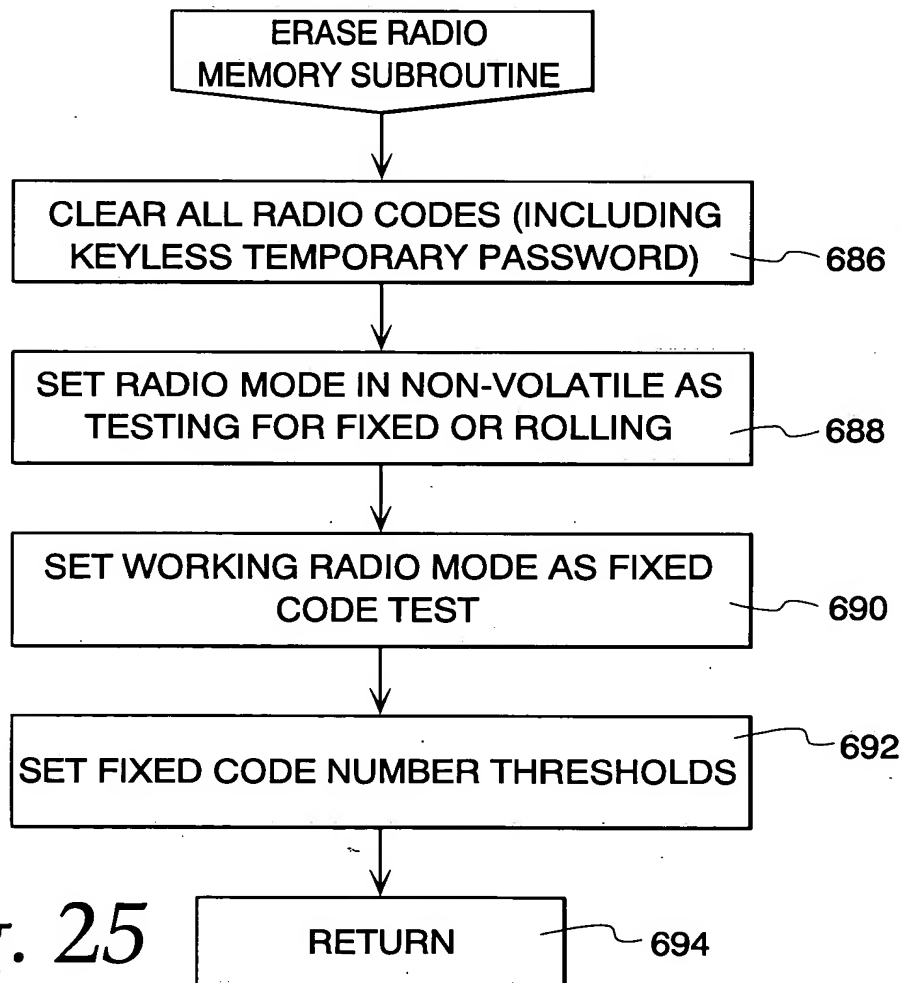 ERASE RADIO
MEMORY SUBROUTINE
CLEAR ALL RADIO CODES (INCLUDING
KEYLESS TEMPORARY PASSWORD)
686
SET RADIO MODE IN NON-VOLATILE AS
TESTING FOR FIXED OR ROLLING
688
SET WORKING RADIO MODE AS FIXED
CODE TEST
690
SET FIXED CODE NUMBER THRESHOLDS
692
RETURN
694
. 25